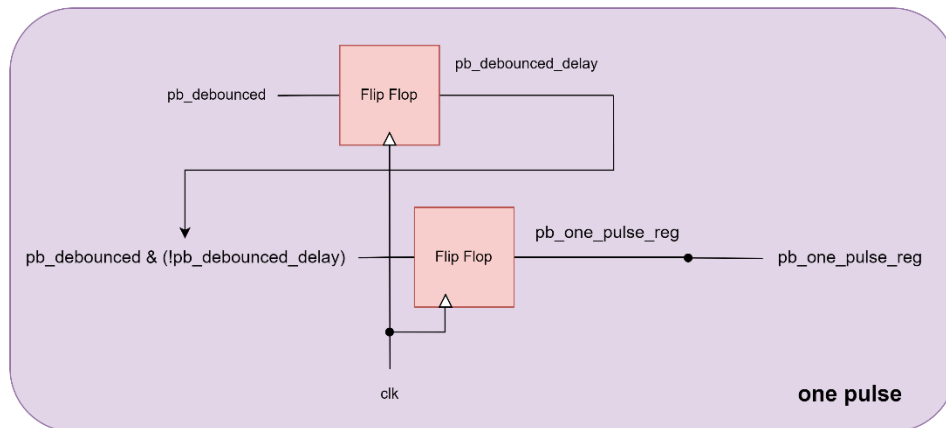 pb_debounced_delay
pb_debounced
Flip Flop
pb_one_pulse_reg
pb_debounced & (!pb_debounced_delay)
Flip Flop
pb_one_pulse_reg
clk
one pulse